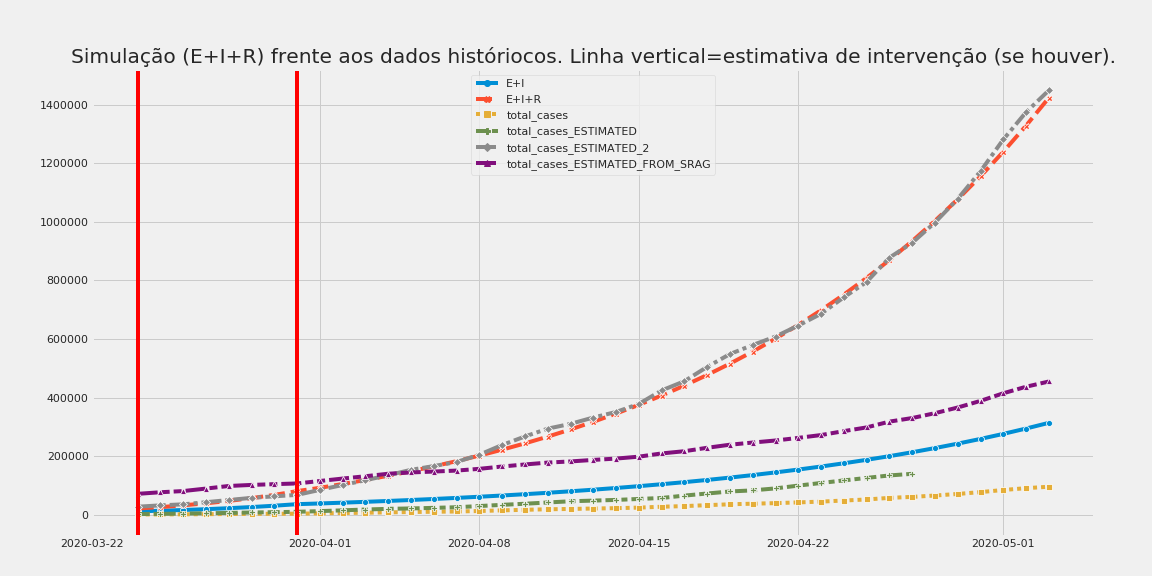 Simulação (E+I+R) frente aos dados históriocos. Linha vertical=estimativa de intervenção (se houver).
E+I
E+I+R
total_cases
total_cases_ESTIMATED
total_cases_ESTIMATED_2
total_cases_ESTIMATED_FROM_SRAG
1400000
1200000
1000000
800000
600000
400000
200000
0
2020-03-22
2020-04-01
2020-04-08
2020-04-15
2020-04-22
2020-05-01